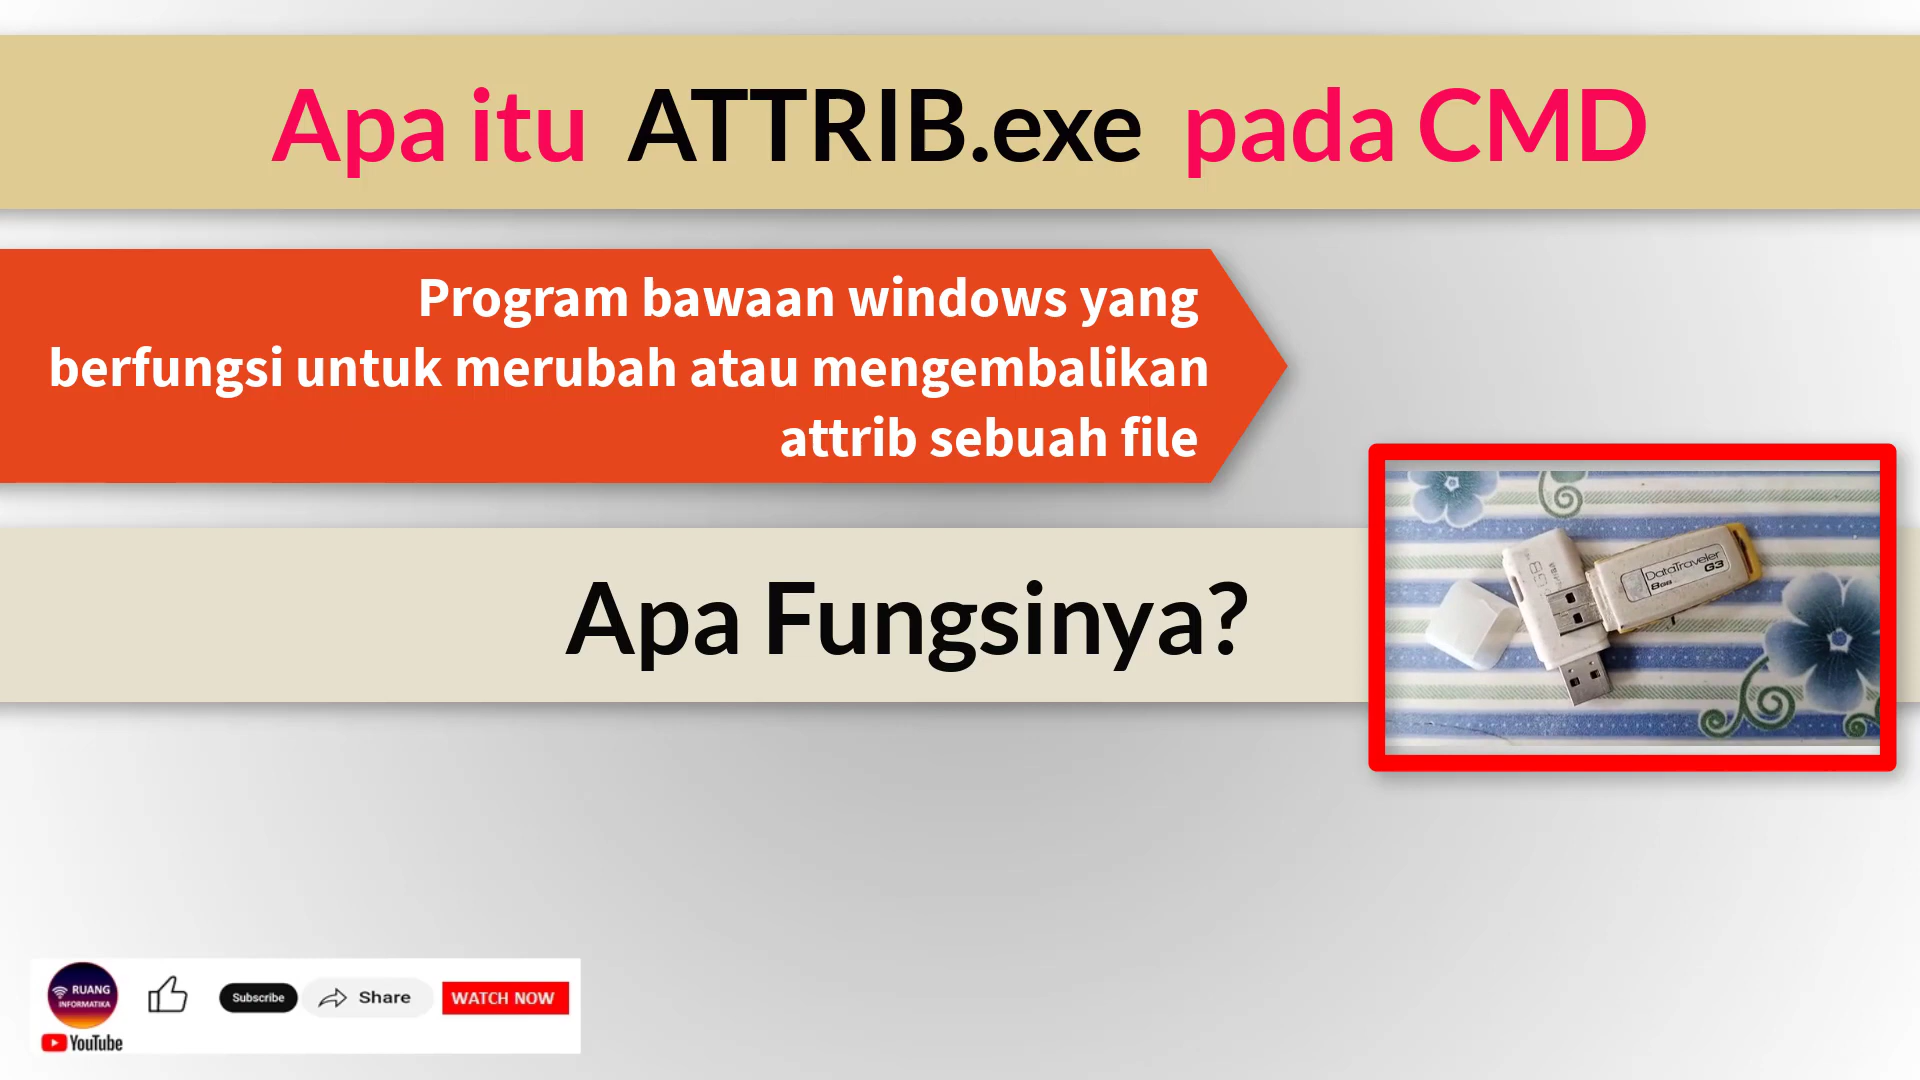 Apa itu ATTRIB.exe pada CMD
Program bawaan windows yang
berfungsi untuk merubah atau mengembalikan
attrib sebuah file
Apa Fungsinya?
DataTraveler
8GB G3
RUANG
INFORMATIKA
Subscribe
Share
WATCH NOW
YouTube